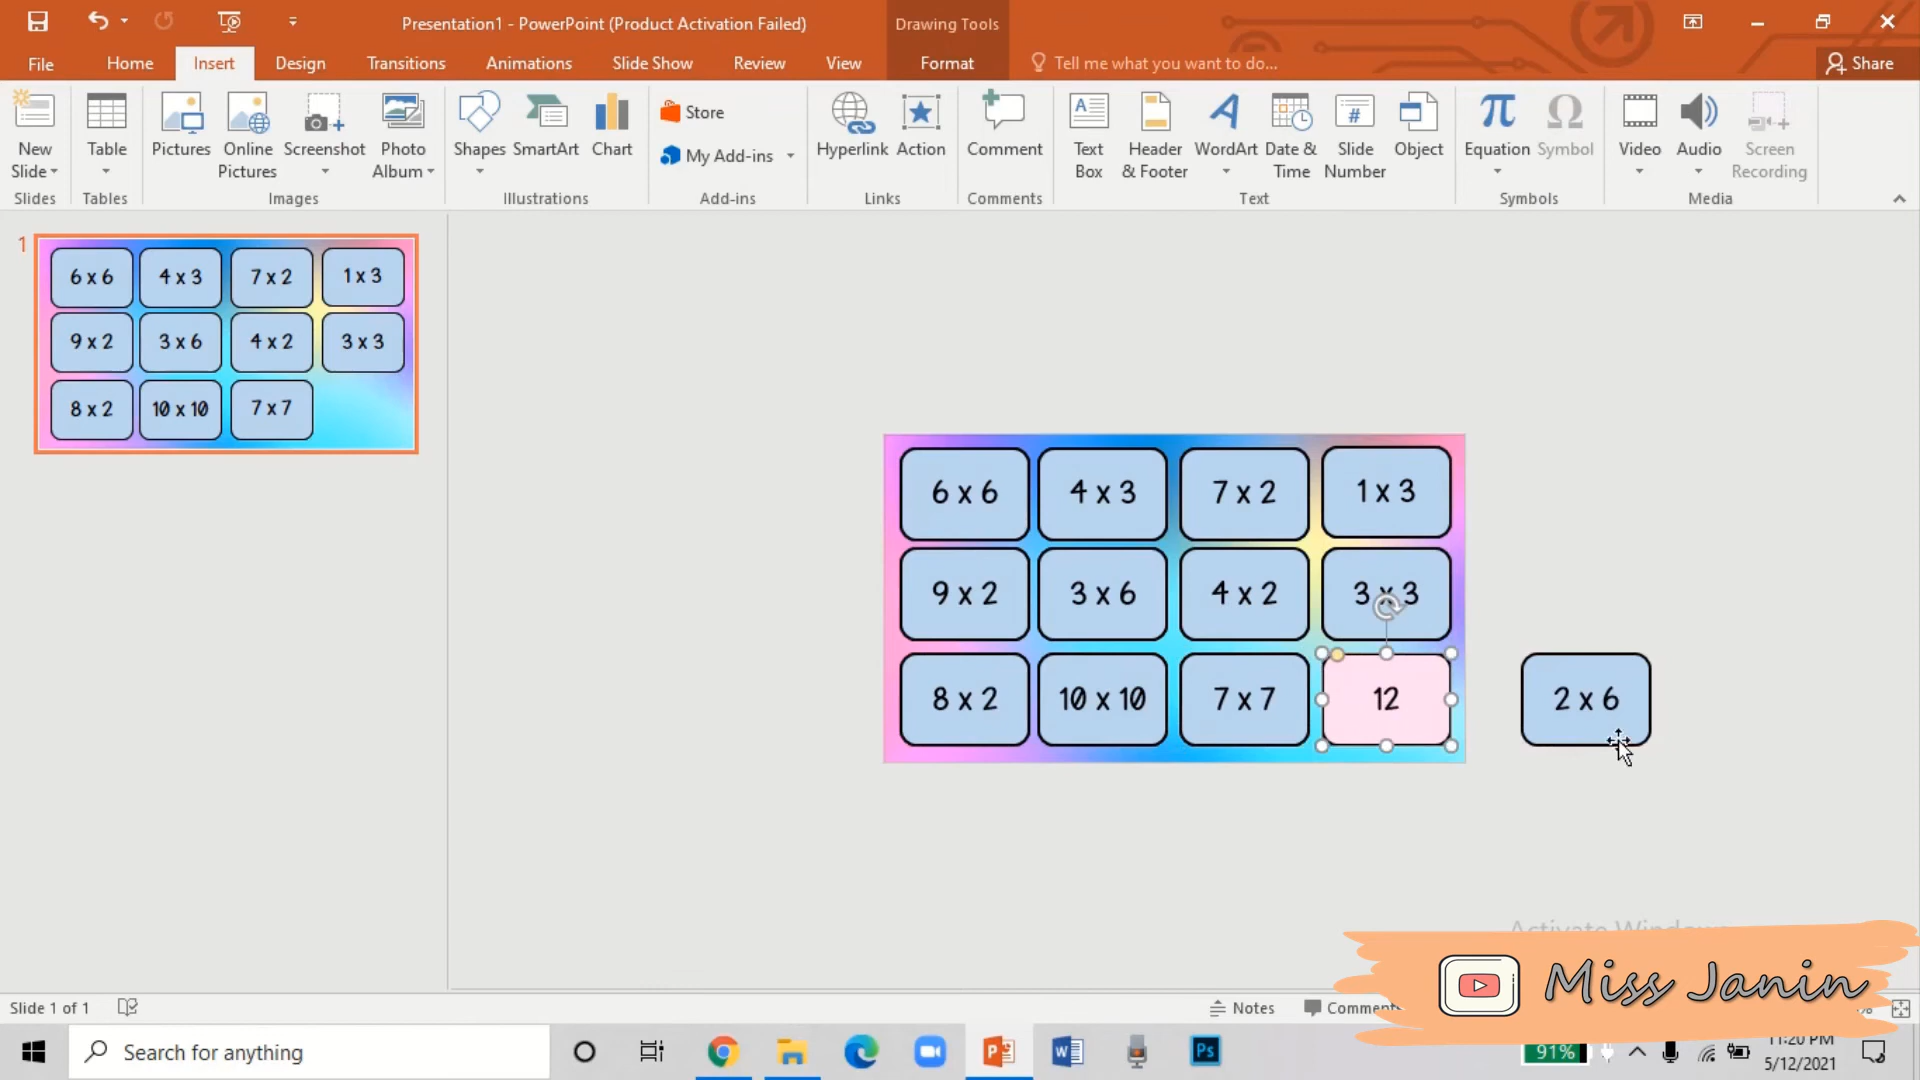 Presentation1 - PowerPoint (Product Activation Failed)
Drawing Tools
File
Home
Insert
Design
Transitions
Animations
Slide Show
Review
View
Format
Tell me what you want to do...
Share
New Slide
Table
Pictures
Online Pictures
Screenshot
Photo Album
Shapes
SmartArt
Chart
Store
My Add-ins
Hyperlink
Action
Comment
Text Box
Header & Footer
WordArt
Date & Time
Slide Number
Object
Equation
Symbol
Video
Audio
Screen Recording
Slides
Tables
Images
Illustrations
Add-ins
Links
Comments
Text
Symbols
Media
1
6 x 6 4 x 3 7 x 2 1 x 3
9 x 2 3 x 6 4 x 2 3 x 3
8 x 2 10 x 10 7 x 7
6 x 6 4 x 3 7 x 2 1 x 3
9 x 2 3 x 6 4 x 2 3 x 3
8 x 2 10 x 10 7 x 7 12 2 x 6
Miss Janin
Slide 1 of 1
Notes
Search for anything
91%
11:20 PM
5/12/2021